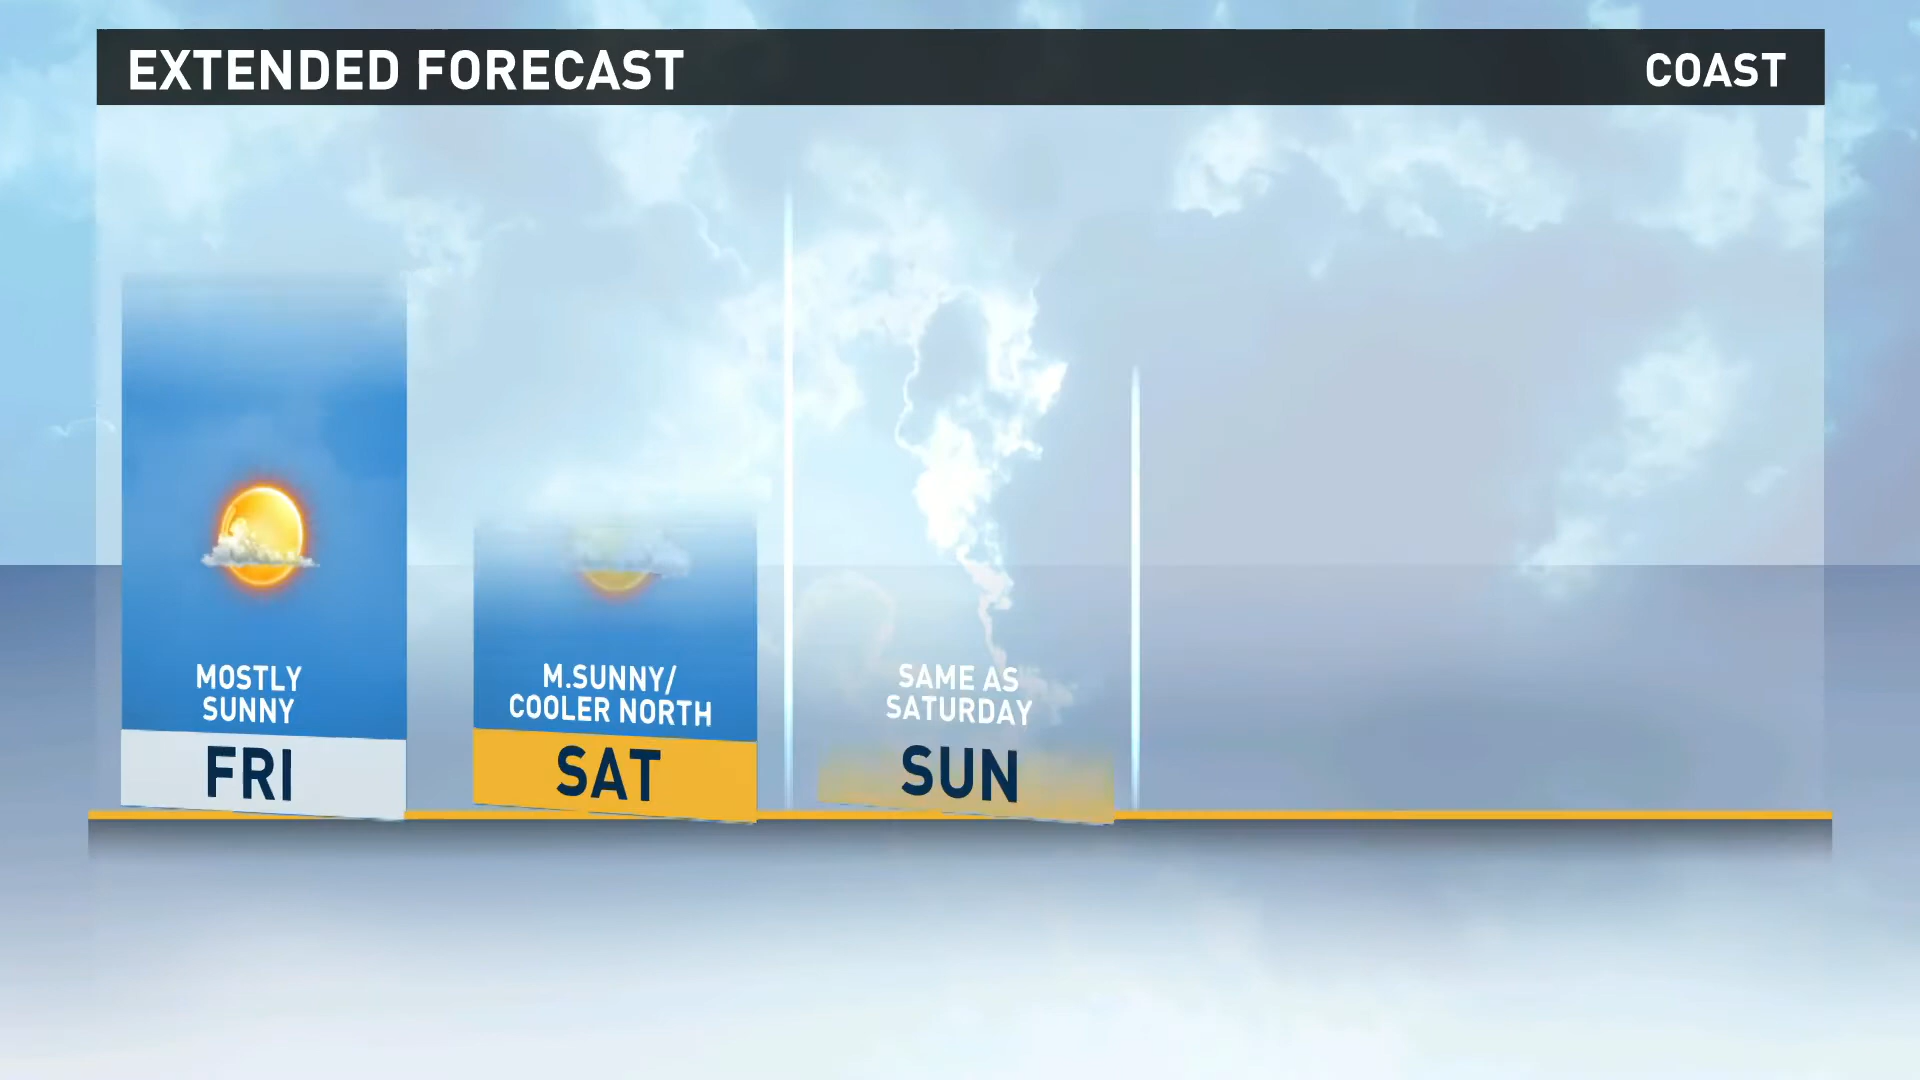 EXTENDED FORECAST
COAST
MOSTLY
SUNNY
FRI
M.SUNNY/
COOLER NORTH
SAT
SAME AS
SATURDAY
SUN